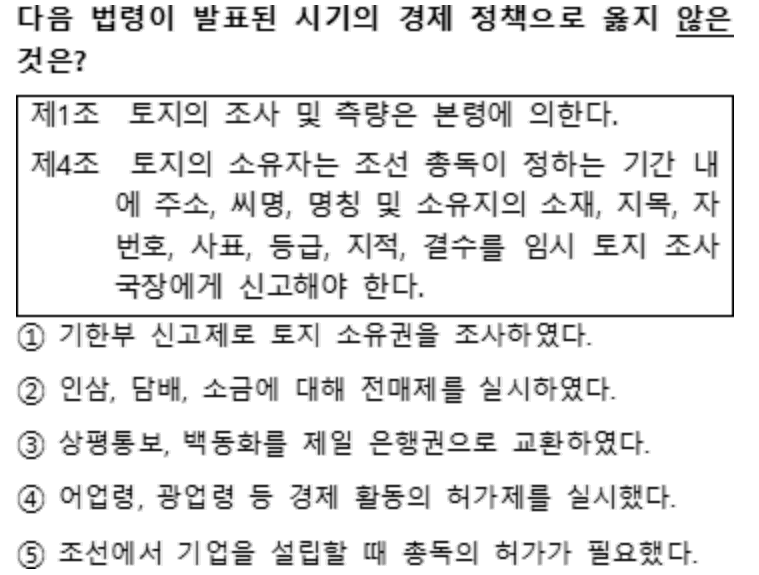 다음 법령이 발표된 시기의 경제 정책으로 옳지 않은
것은?
제1조 토지의 조사 및 측량은 본령에 의한다.
제4조 토지의 소유자는 조선 총독이 정하는 기간 내
에 주소, 씨명, 명칭 및 소유지의 소재, 지목, 자
번호, 사표, 등급, 지적, 결수를 임시 토지 조사
국장에게 신고해야 한다.
① 기한부 신고제로 토지 소유권을 조사하였다.
② 인삼, 담배, 소금에 대해 전매제를 실시하였다.
③ 상평통보, 백동화를 제일 은행권으로 교환하였다.
④ 어업령, 광업령 등 경제 활동의 허가제를 실시했다.
⑤ 조선에서 기업을 설립할 때 총독의 허가가 필요했다.